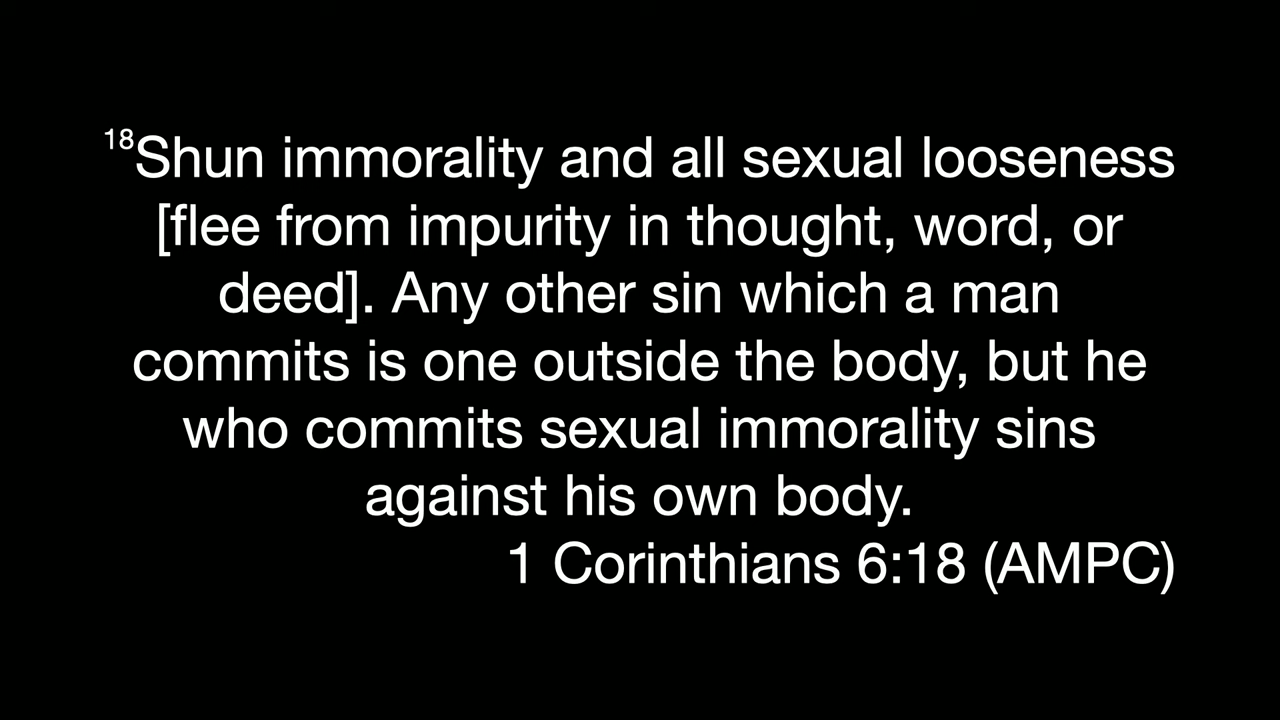 18Shun immorality and all sexual looseness
[flee from impurity in thought, word, or
deed]. Any other sin which a man
commits is one outside the body, but he
who commits sexual immorality sins
against his own body.
1 Corinthians 6:18 (AMPC)